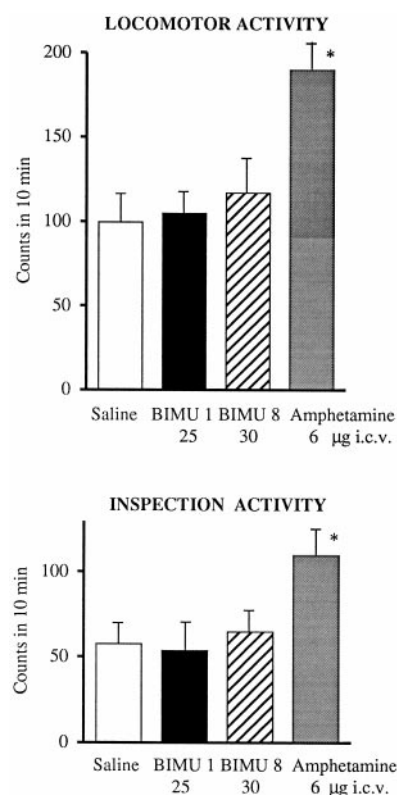 LOCOMOTOR ACTIVITY
200
150
100
50
0
Counts in 10 min
*
Saline BIMU 1 BIMU 8 Amphetamine
25 30 6 µg i.c.v.
INSPECTION ACTIVITY
100
50
0
Counts in 10 min
*
Saline BIMU 1 BIMU 8 Amphetamine
25 30 6 µg i.c.v.